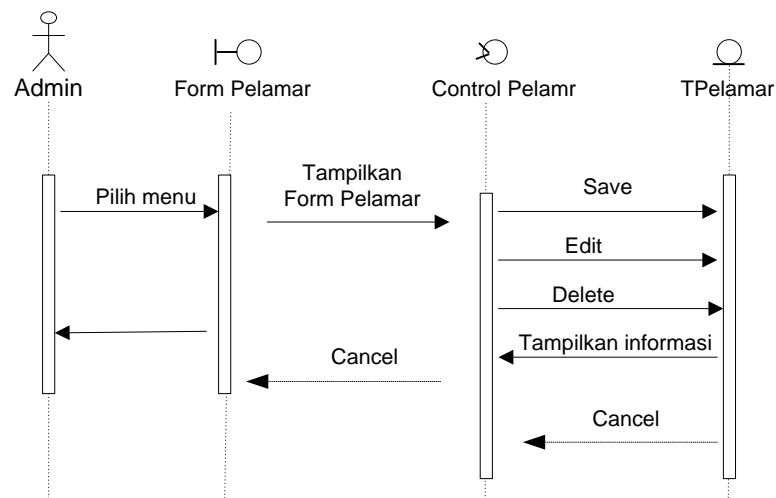 Admin
Form Pelamar
Control Pelamr
TPelamar
Pilih menu
Tampilkan
Form Pelamar
Save
Edit
Delete
Tampilkan informasi
Cancel
Cancel